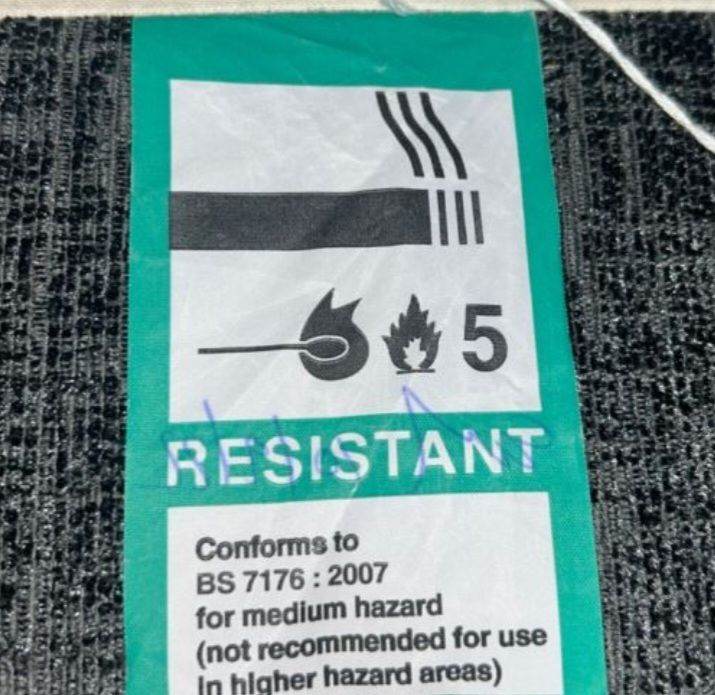 5
RESISTANT
Conforms to
BS 7176 : 2007
for medium hazard
(not recommended for use
in higher hazard areas)